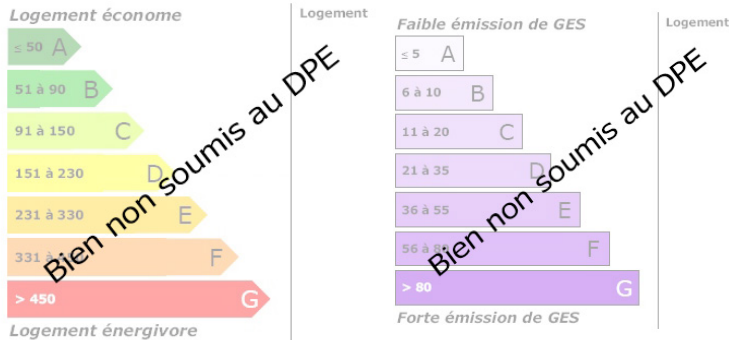 Logement économe
Logement
≤ 50 A
51 à 90 B
91 à 150 C
151 à 230 D
231 à 330 E
331 F
> 450 G
Logement énergivore
Bien non soumis au DPE
Faible émission de GES
Logement
≤ 5 A
6 à 10 B
11 à 20 C
21 à 35 D
36 à 55 E
56 à 80 F
> 80 G
Forte émission de GES
Bien non soumis au DPE